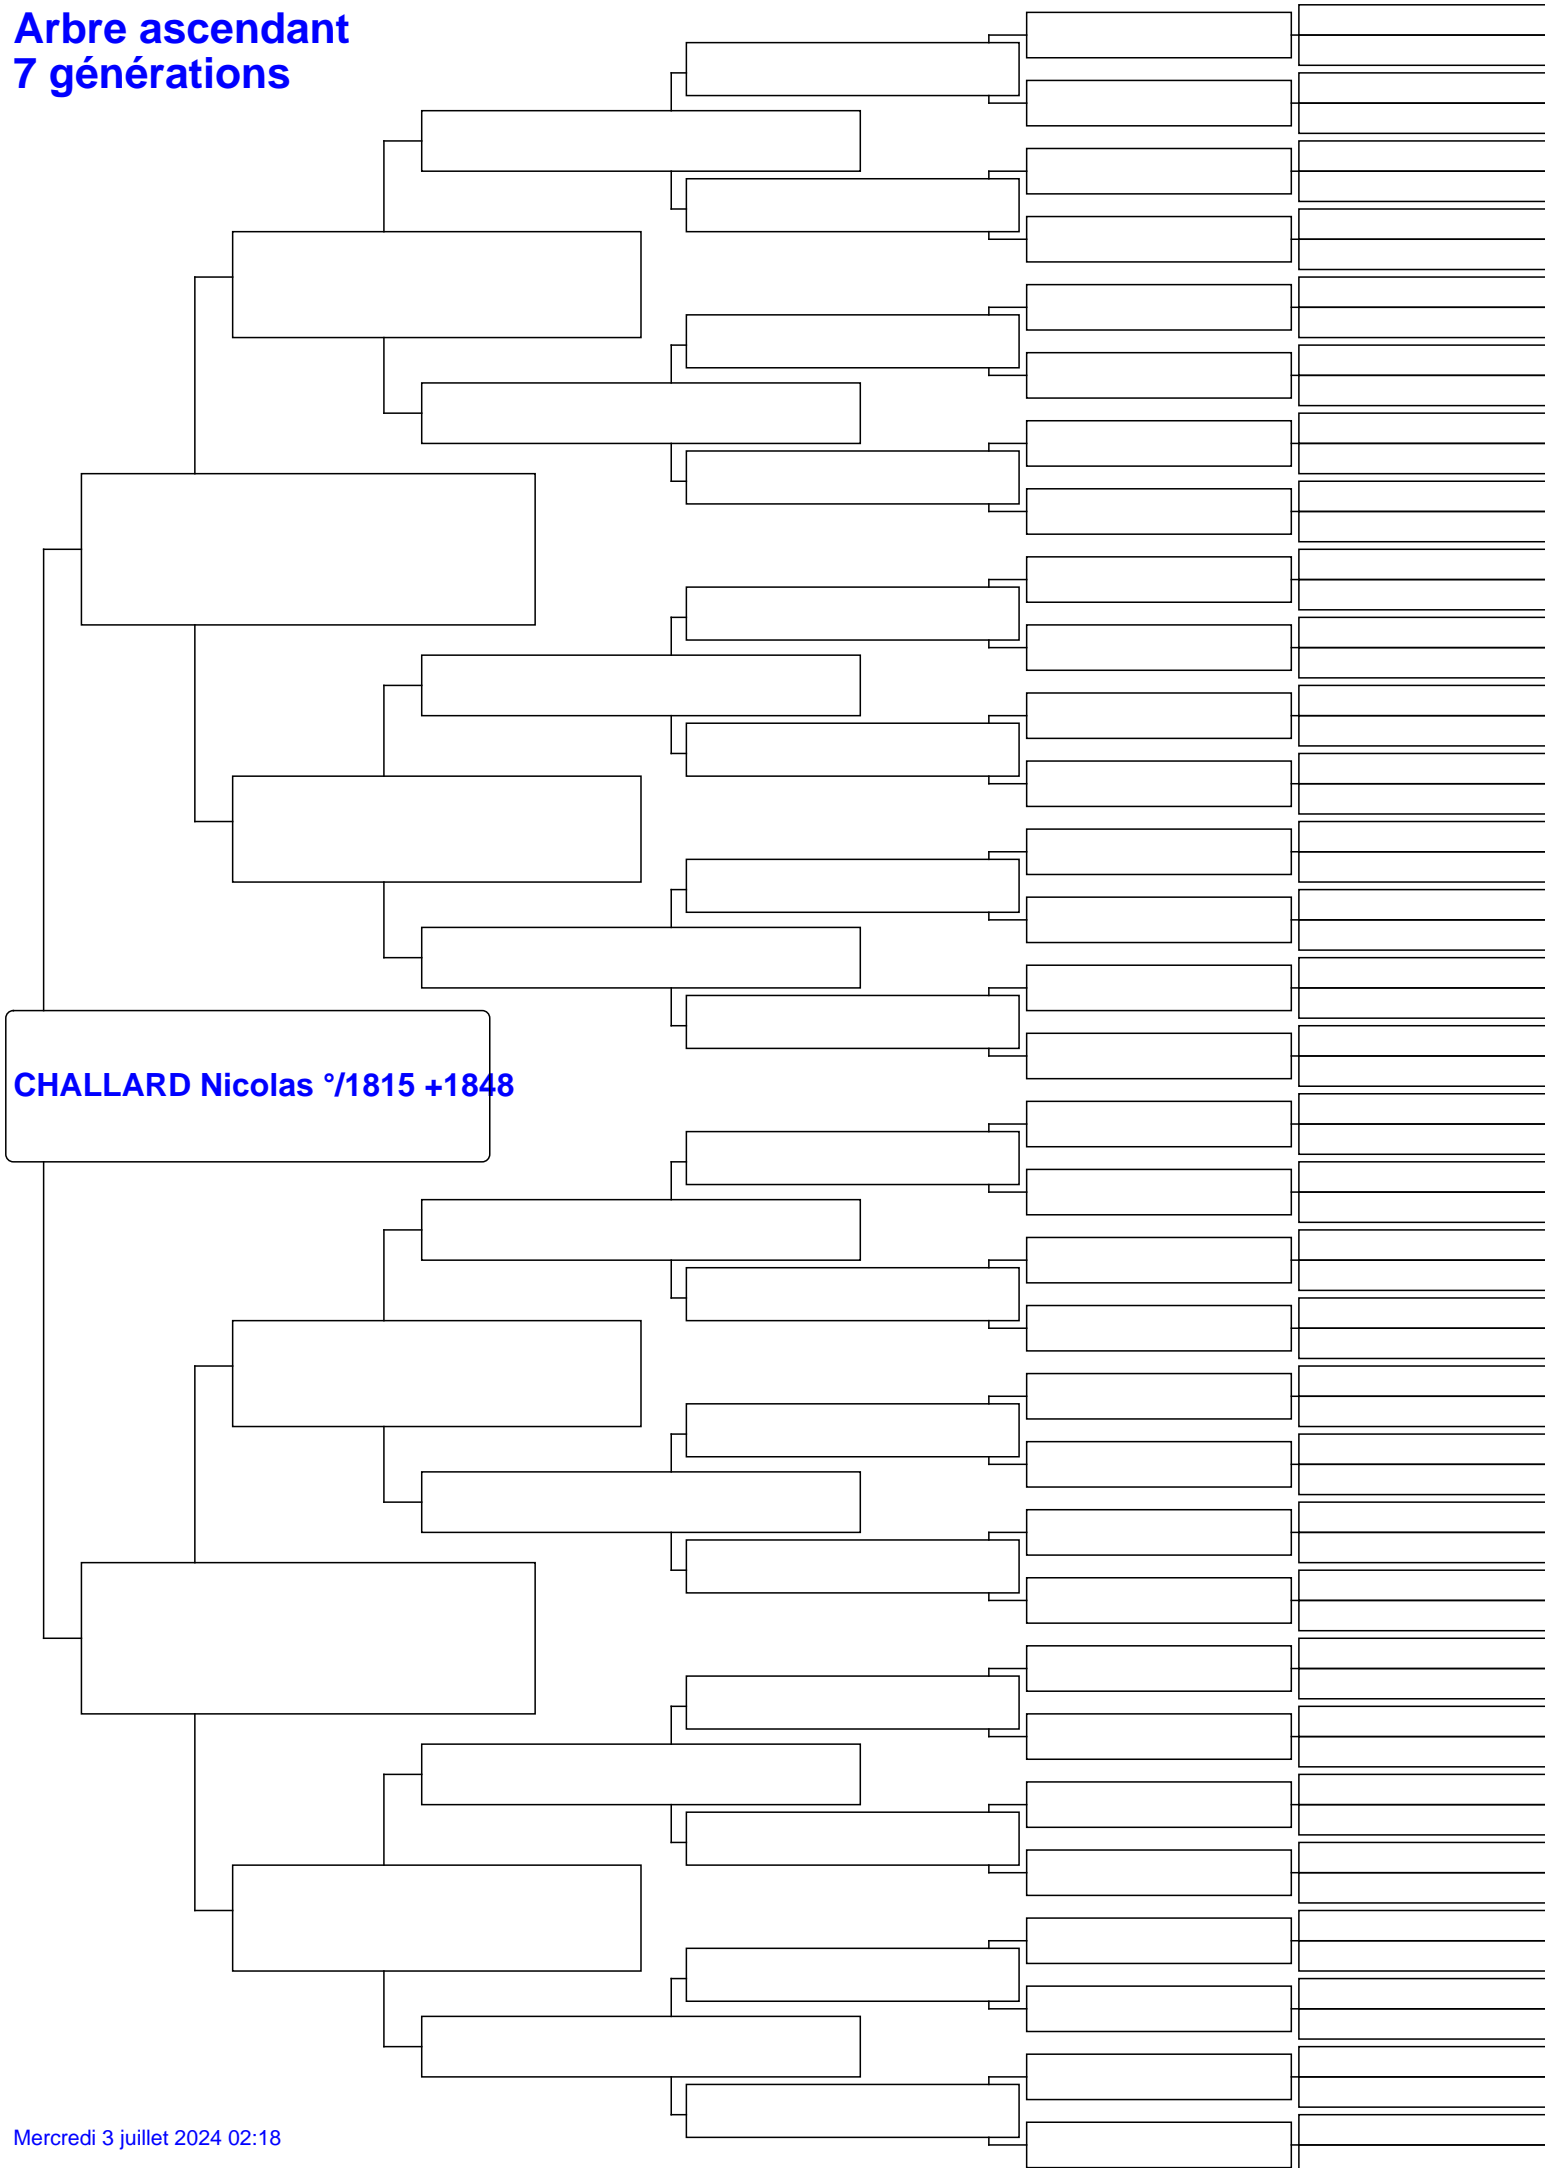 Arbre ascendant
7 générations
CHALLARD Nicolas °/1815 +1848
Mercredi 3 juillet 2024 02:18